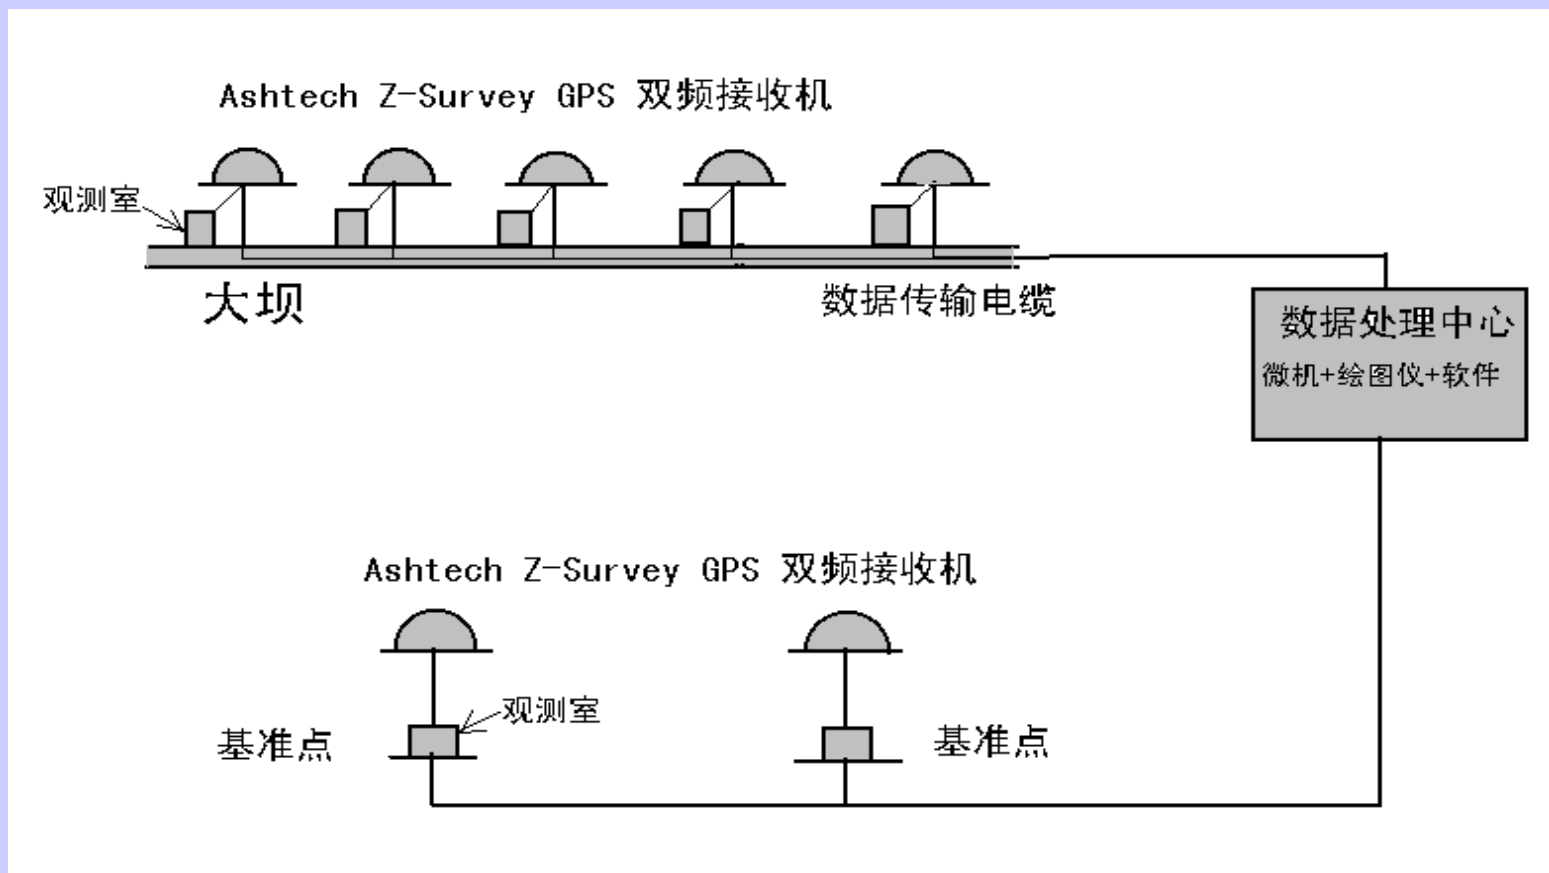 Ashtech Z-Survey GPS 双频接收机
观测室
大坝
数据传输电缆
数据处理中心
微机+绘图仪+软件
Ashtech Z-Survey GPS 双频接收机
观测室
基准点
基准点